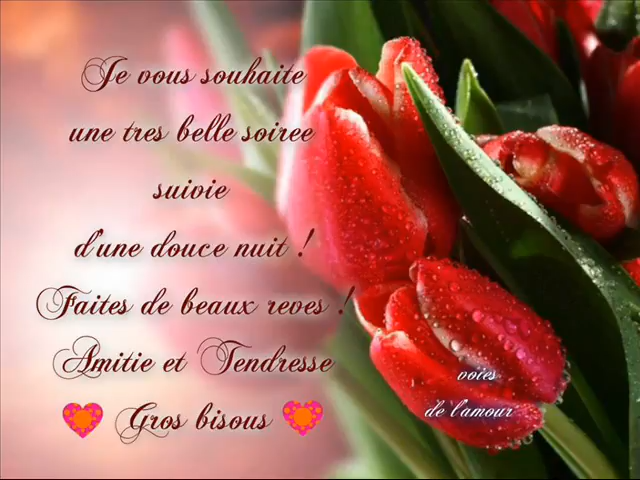 Je vous souhaite
une tres belle soiree
suivie
d'une douce nuit !
Faites de beaux reves !
Amitie et Tendresse
Gros bisous
voies
de l'amour